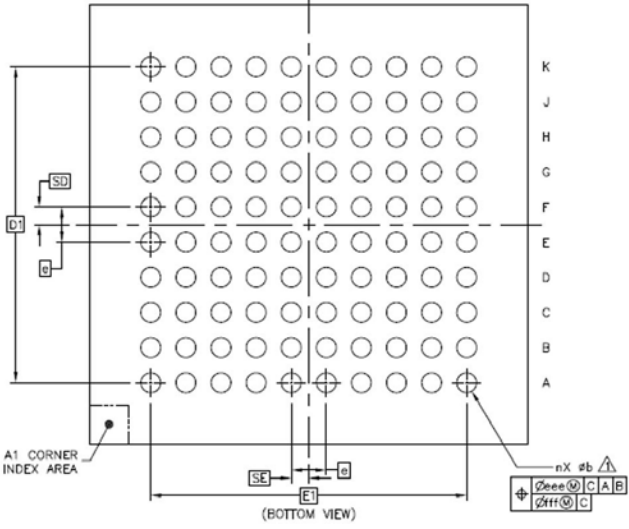 K
J
H
G
SD
F
D1
E
e
D
C
B
A
A1 CORNER
INDEX AREA
SE
e
nX øb 1
E1
⌖ Øeee Ⓜ C A B
Øfff Ⓜ C
(BOTTOM VIEW)